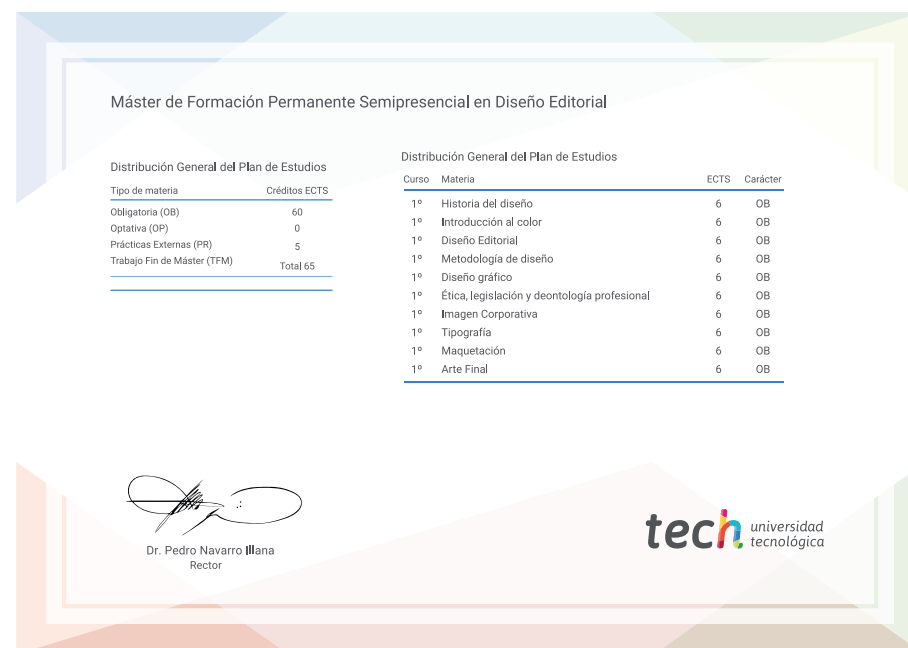 Máster de Formación Permanente Semipresencial en Diseño Editorial
Distribución General del Plan de Estudios
Tipo de materia Créditos ECTS
Obligatoria (OB) 60
Optativa (OP) 0
Prácticas Externas (PR) 5
Trabajo Fin de Máster (TFM)
Total 65
Distribución General del Plan de Estudios
Curso Materia ECTS Carácter
1º Historia del diseño 6 OB
1º Introducción al color 6 OB
1º Diseño Editorial 6 OB
1º Metodología de diseño 6 OB
1º Diseño gráfico 6 OB
1º Ética, legislación y deontología profesional 6 OB
1º Imagen Corporativa 6 OB
1º Tipografía 6 OB
1º Maquetación 6 OB
1º Arte Final 6 OB
Dr. Pedro Navarro Illana
Rector
tech universidad
tecnológica